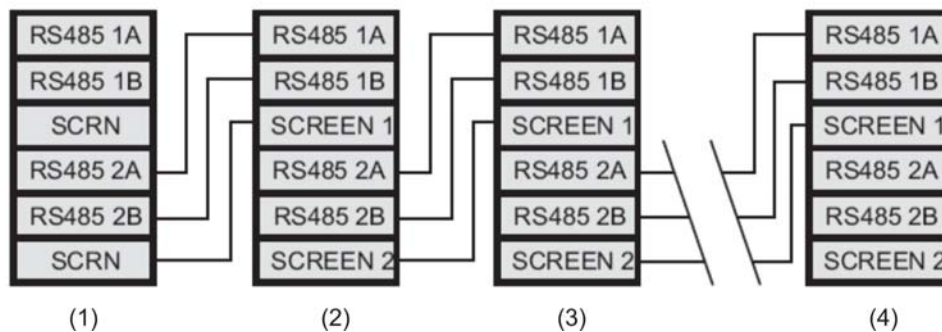 RS485 1A
RS485 1B
SCRN
RS485 2A
RS485 2B
SCRN
(1)
RS485 1A
RS485 1B
SCREEN 1
RS485 2A
RS485 2B
SCREEN 2
(2)
RS485 1A
RS485 1B
SCREEN 1
RS485 2A
RS485 2B
SCREEN 2
(3)
RS485 1A
RS485 1B
SCREEN 1
RS485 2A
RS485 2B
SCREEN 2
(4)